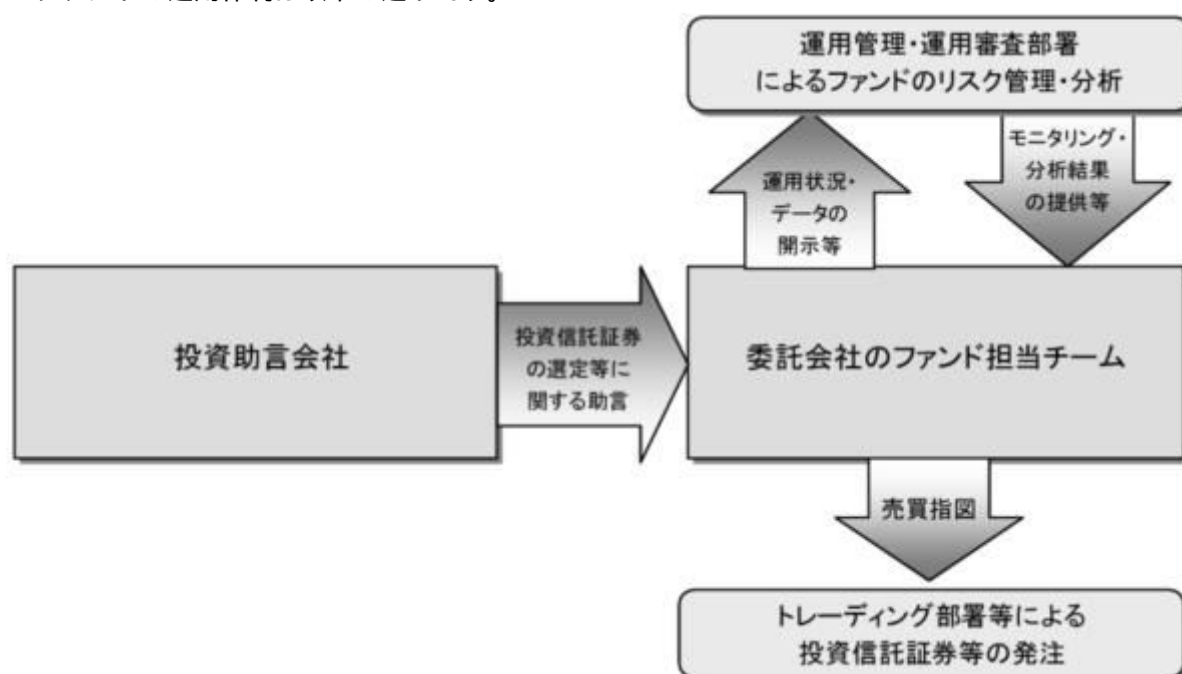 運用管理・運用審査部署
によるファンドのリスク管理・分析
運用状況・
データの
開示等
モニタリング・
分析結果
の提供等
投資助言会社
投資信託証券
の選定等に
関する助言
委託会社のファンド担当チーム
売買指図
トレーディング部署等による
投資信託証券等の発注